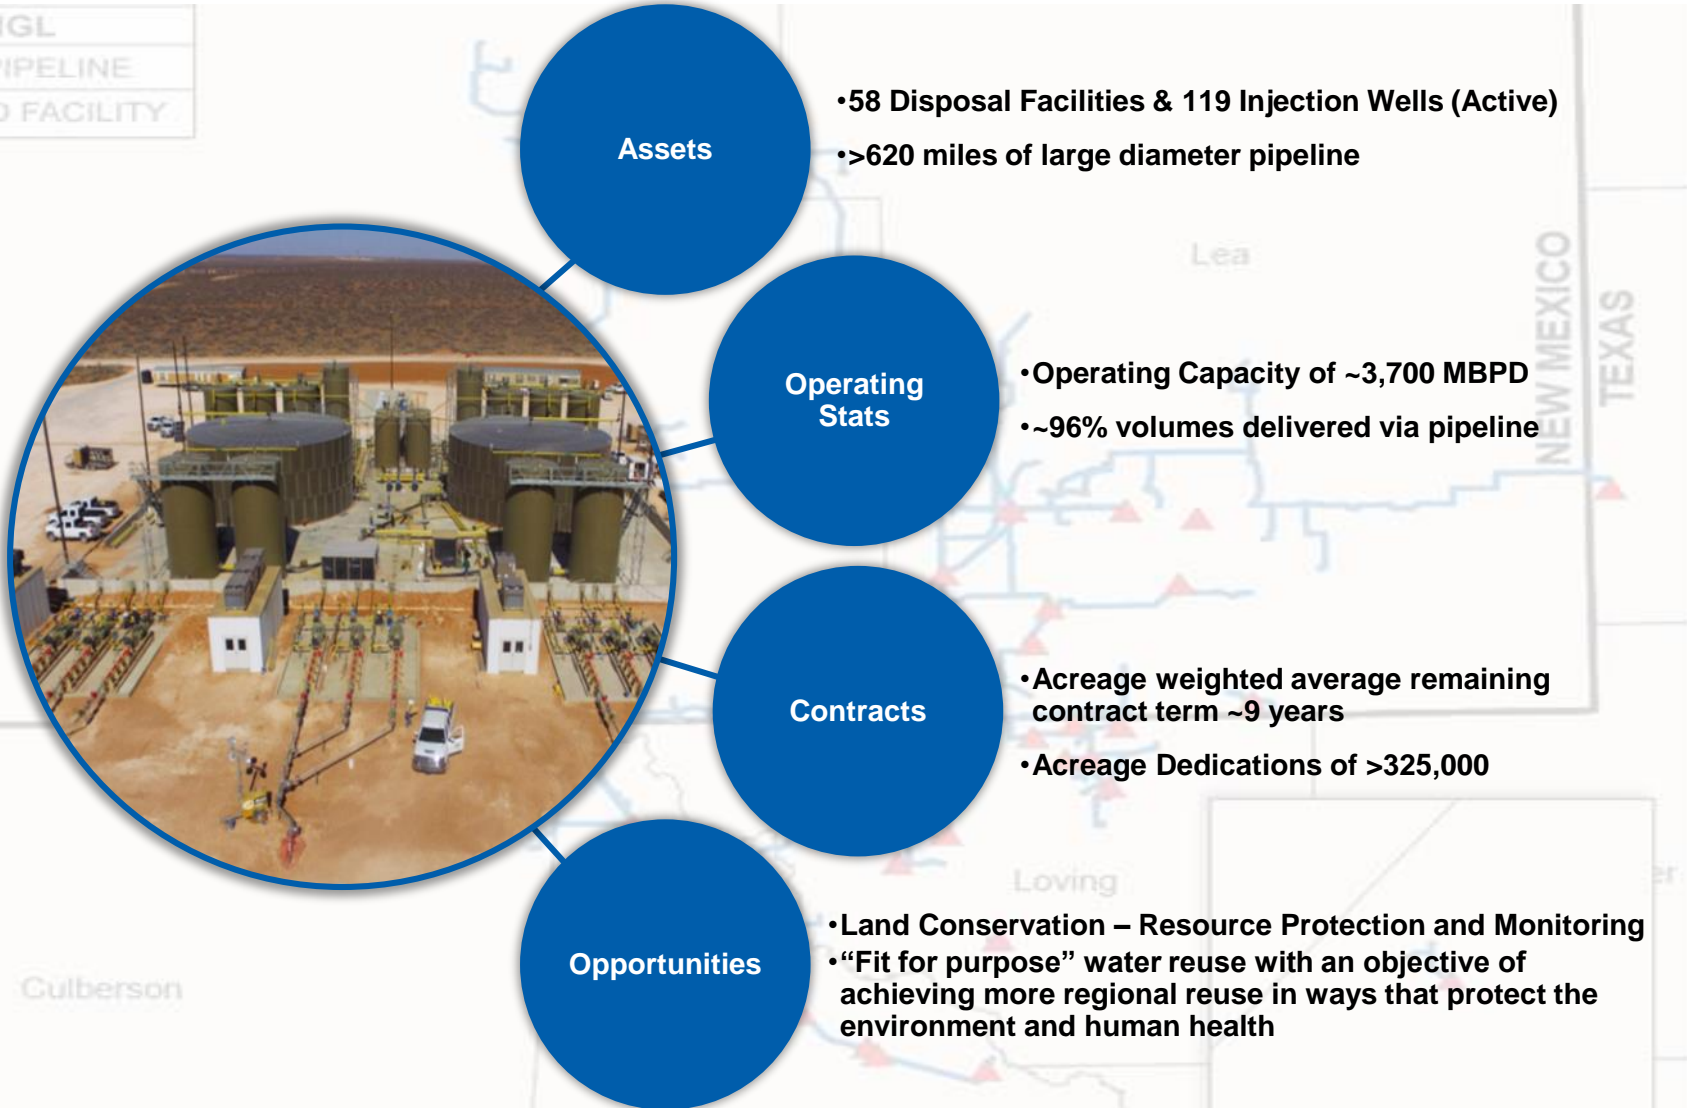 NGL
PIPELINE
D FACILITY
Assets
•58 Disposal Facilities & 119 Injection Wells (Active)
•>620 miles of large diameter pipeline
Lea
NEW MEXICO
TEXAS
Operating
Stats
•Operating Capacity of ~3,700 MBPD
•~96% volumes delivered via pipeline
Contracts
•Acreage weighted average remaining
contract term ~9 years
•Acreage Dedications of >325,000
Loving
Opportunities
•Land Conservation – Resource Protection and Monitoring
•“Fit for purpose” water reuse with an objective of
achieving more regional reuse in ways that protect the
environment and human health
Culberson